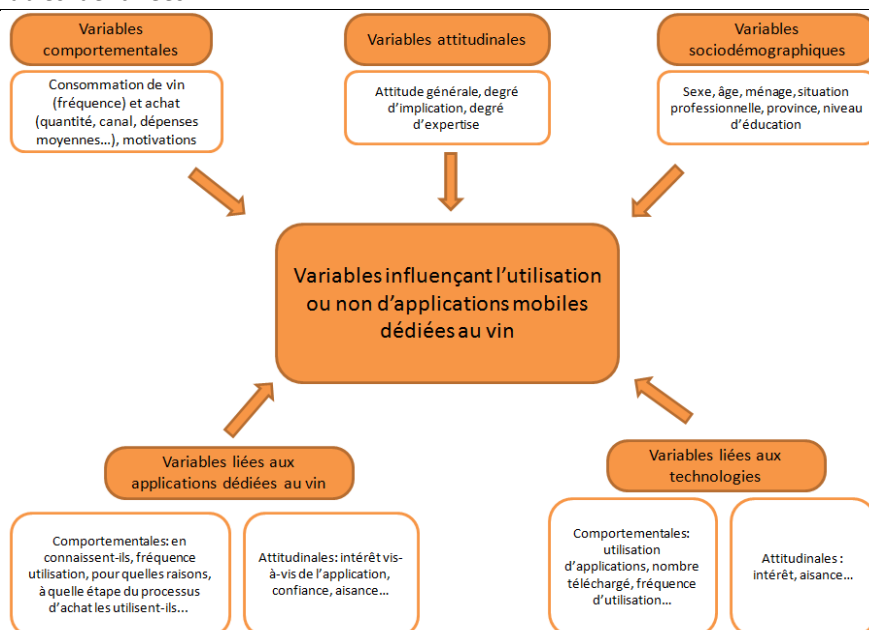 Variables
comportementales
Consommation de vin
(fréquence) et achat
(quantité, canal, dépenses
moyennes...), motivations
Variables attitudinales
Attitude générale, degré
d'implication, degré
d'expertise
Variables
sociodémographiques
Sexe, âge, ménage, situation
professionnelle, province, niveau
d'éducation
Variables influençant l'utilisation
ou non d'applications mobiles
dédiées au vin
Variables liées aux
applications dédiées au vin
Comportementales: en
connaissent-ils, fréquence
utilisation, pour quelles raisons,
à quelle étape du processus
d'achat les utilisent-ils...
Attitudinales: intérêt vis-
à-vis de l'application,
confiance, aisance...
Variables liées aux
technologies
Comportementales:
utilisation
d'applications, nombre
téléchargé, fréquence
d'utilisation...
Attitudinales :
intérêt, aisance...